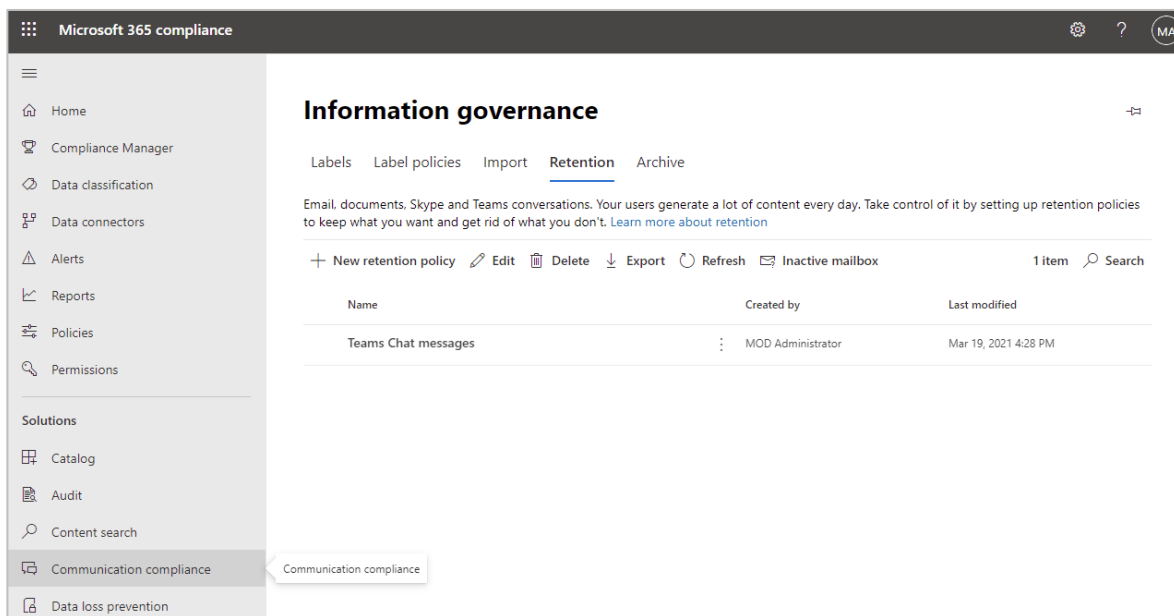 Microsoft 365 compliance
?
MA
Home
Compliance Manager
Data classification
Data connectors
Alerts
Reports
Policies
Permissions
Solutions
Catalog
Audit
Content search
Communication compliance
Data loss prevention
Communication compliance
Information governance
Labels Label policies Import Retention Archive
Email, documents, Skype and Teams conversations. Your users generate a lot of content every day. Take control of it by setting up retention policies
to keep what you want and get rid of what you don't. Learn more about retention
New retention policy Edit Delete Export Refresh Inactive mailbox 1 item Search
Name Created by Last modified
Teams Chat messages MOD Administrator Mar 19, 2021 4:28 PM